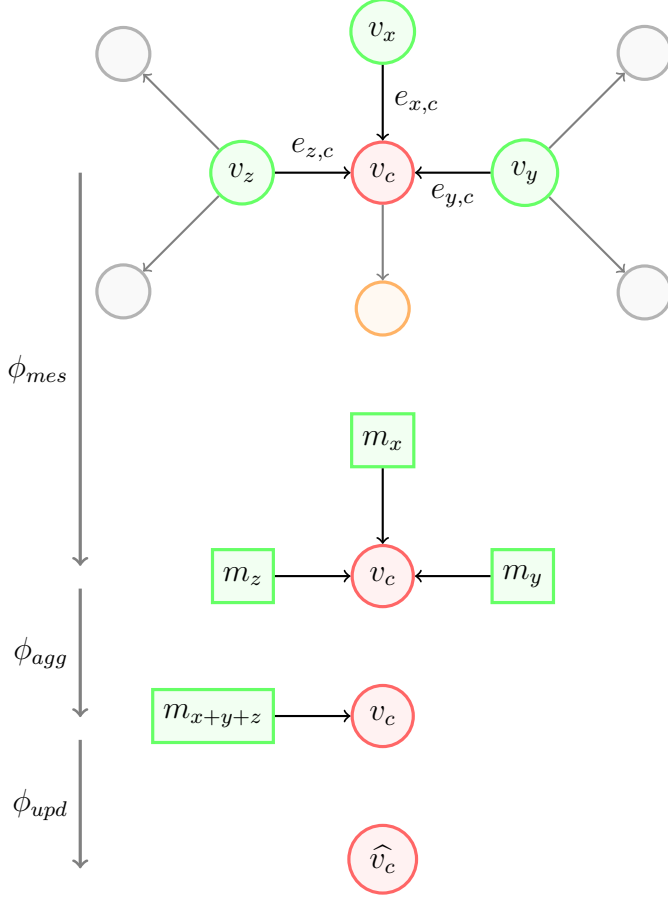 v_x
e_{x,c}
e_{z,c}
v_z
v_c
v_y
e_{y,c}
ϕ_{mes}
m_x
m_z
v_c
m_y
ϕ_{agg}
m_{x+y+z}
v_c
ϕ_{upd}
\widehat{v_c}